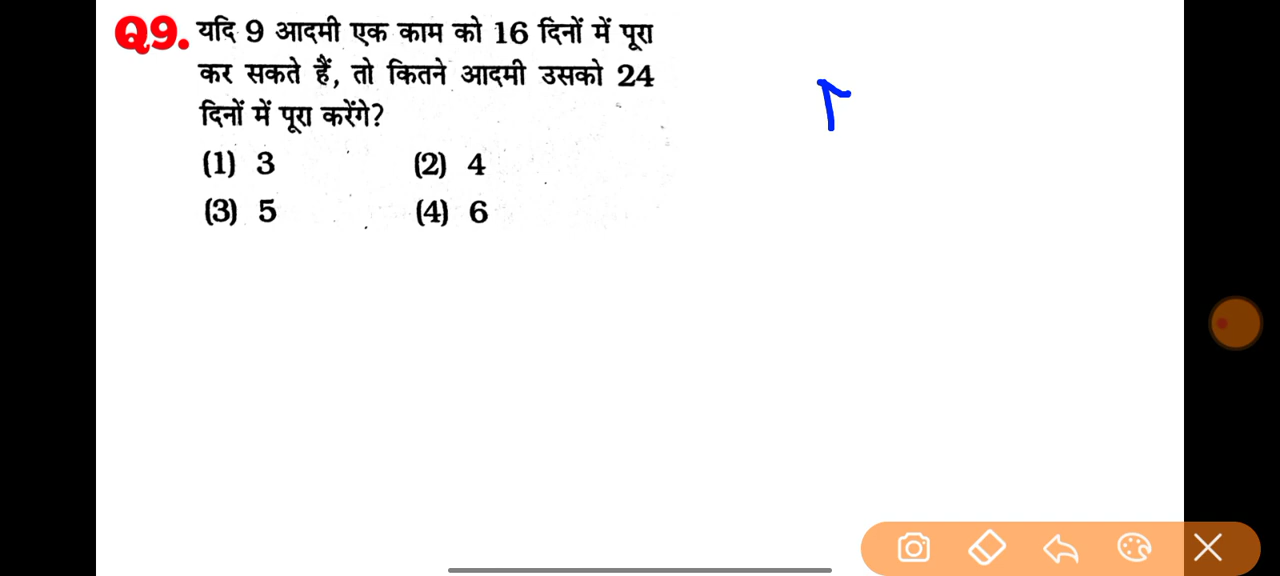 Q9. यदि 9 आदमी एक काम को 16 दिनों में पूरा
कर सकते हैं, तो कितने आदमी उसको 24
दिनों में पूरा करेंगे?
(1) 3 (2) 4
(3) 5 (4) 6